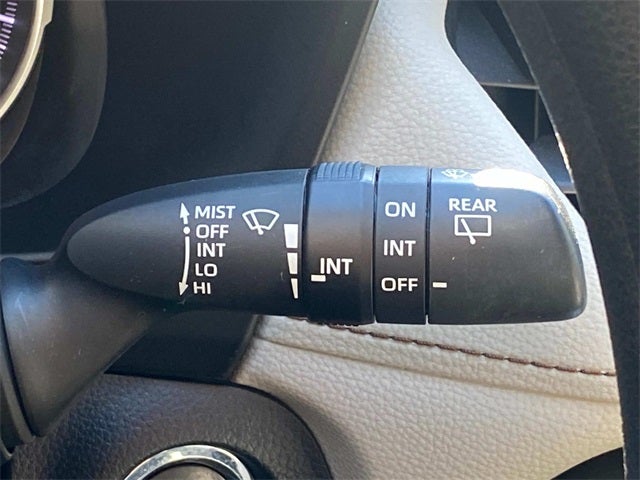 MIST
OFF
INT
LO
HI
INT
ON
INT
OFF
REAR